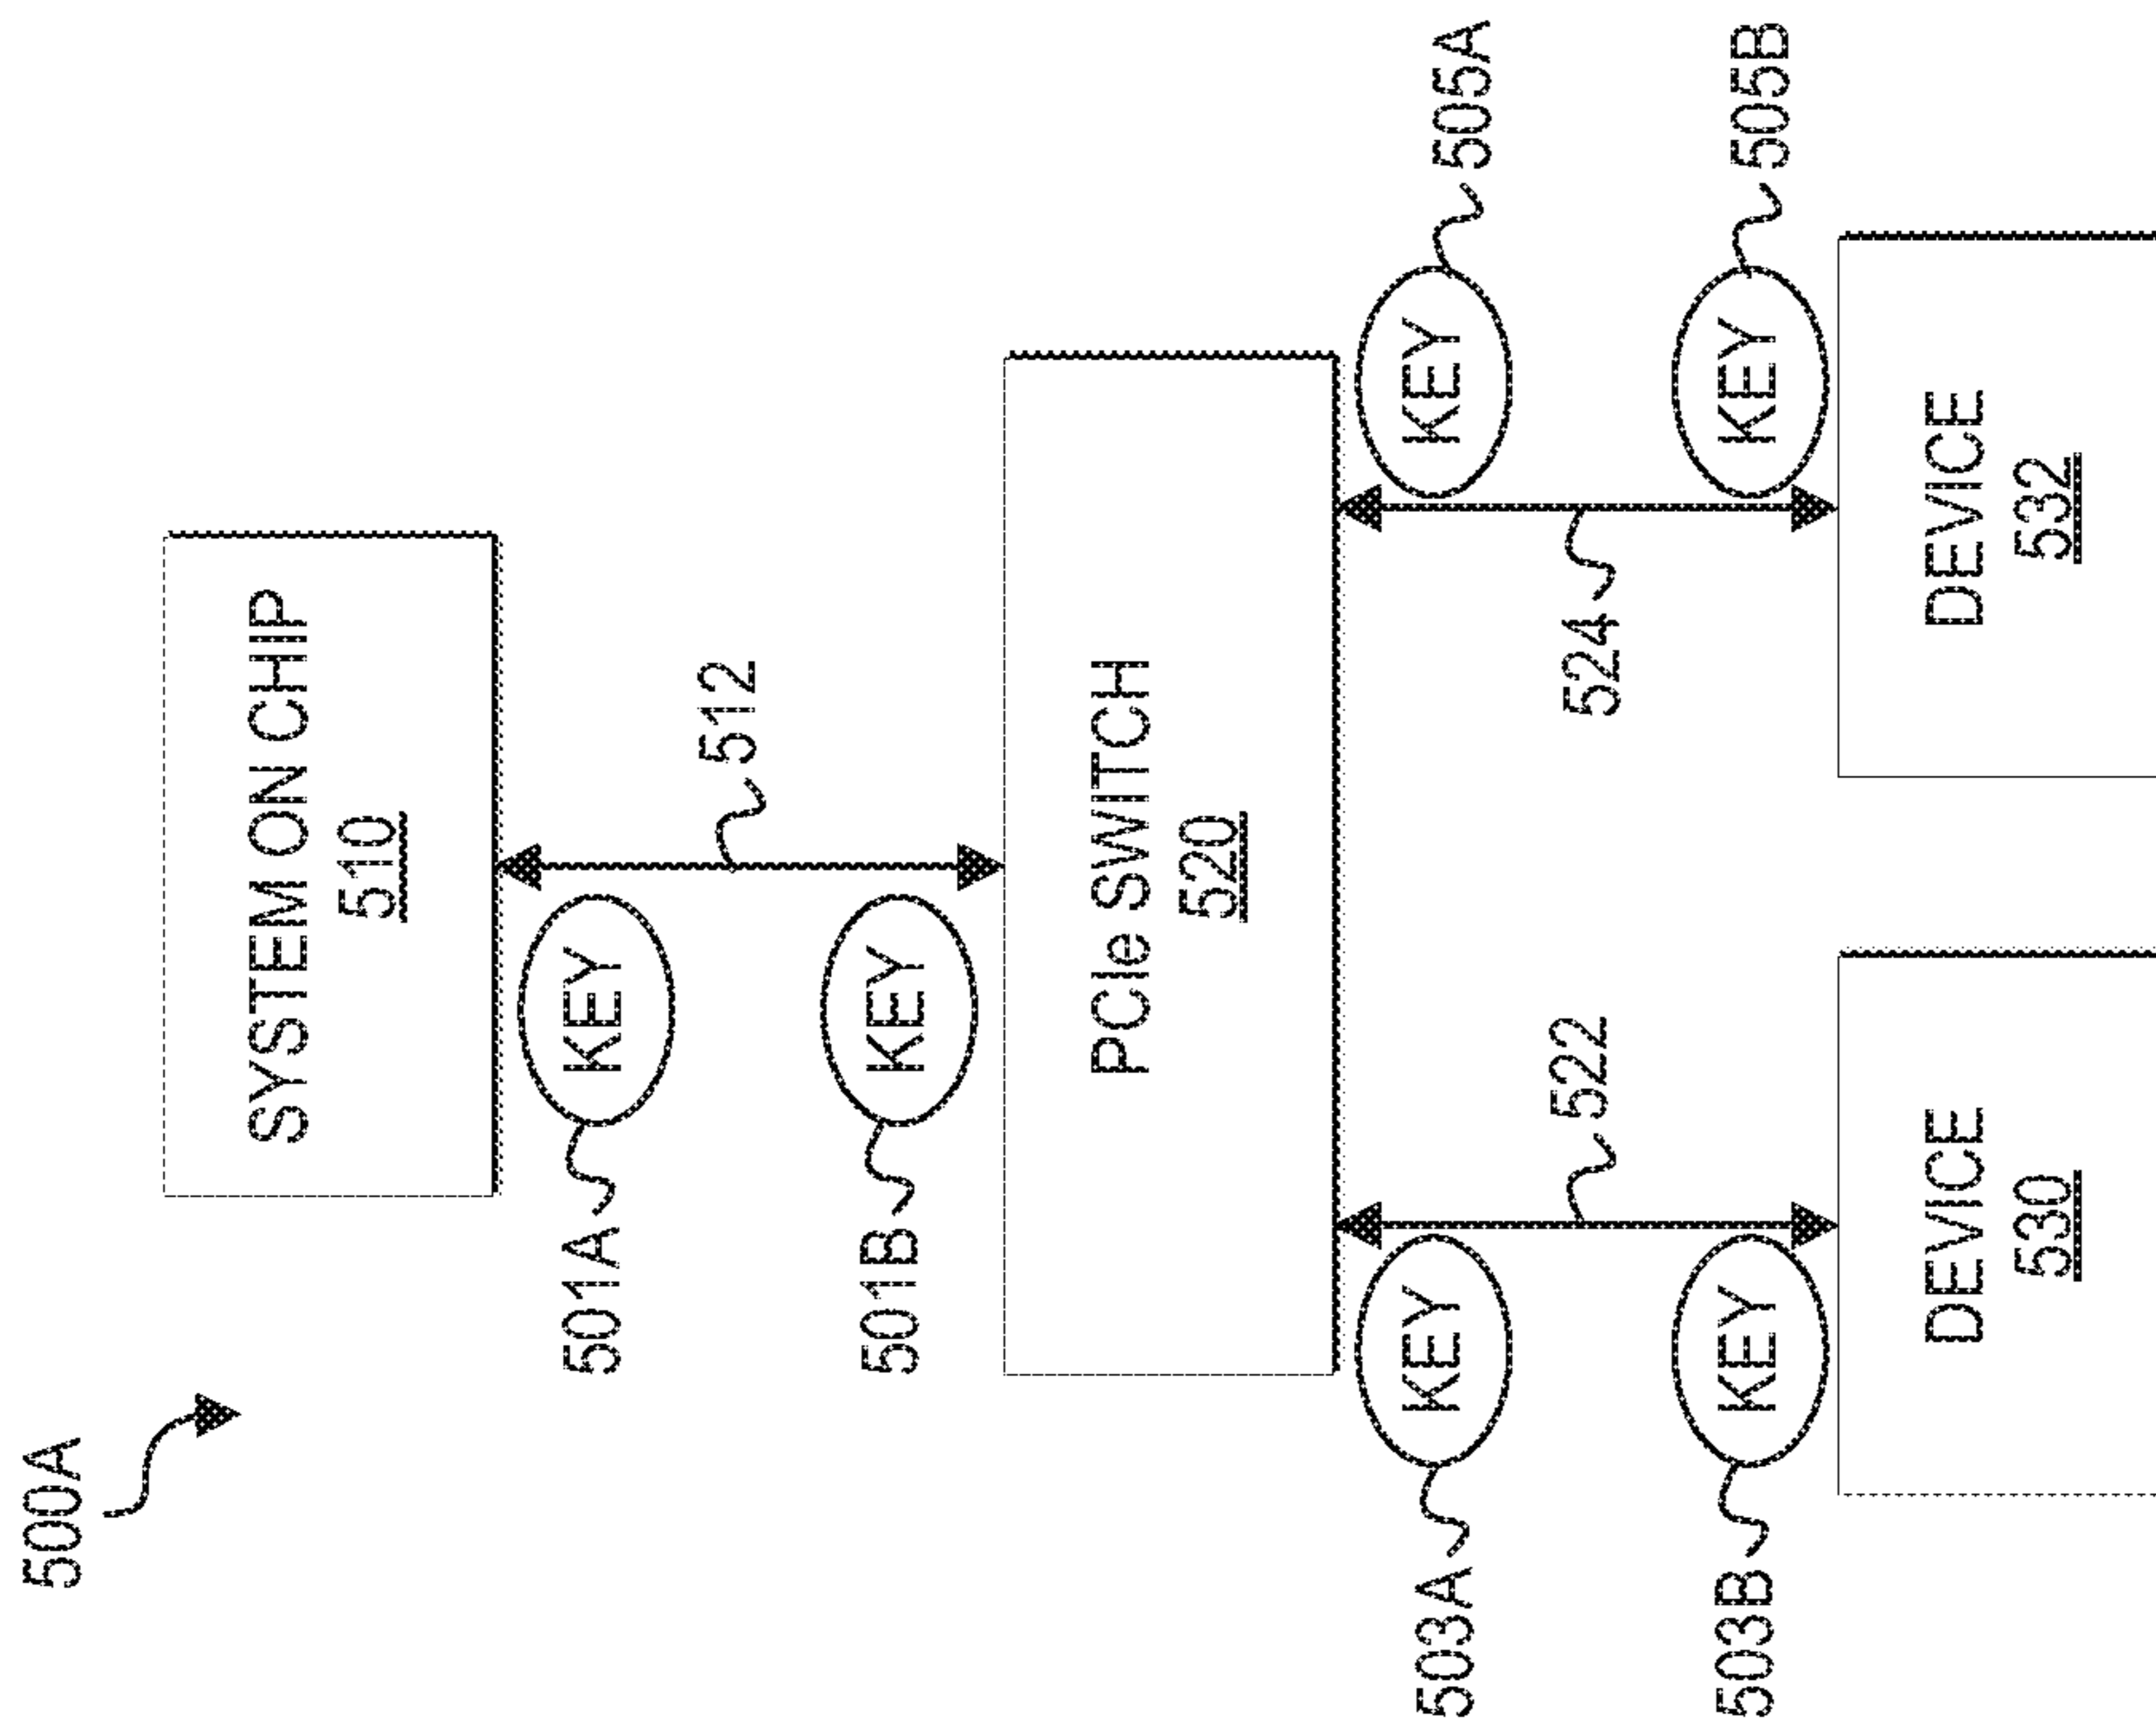 500A
SYSTEM ON CHIP
510
501A
KEY
512
501B
KEY
PCIe SWITCH
520
503A
KEY
KEY
505A
522
524
503B
KEY
KEY
505B
DEVICE
530
DEVICE
532